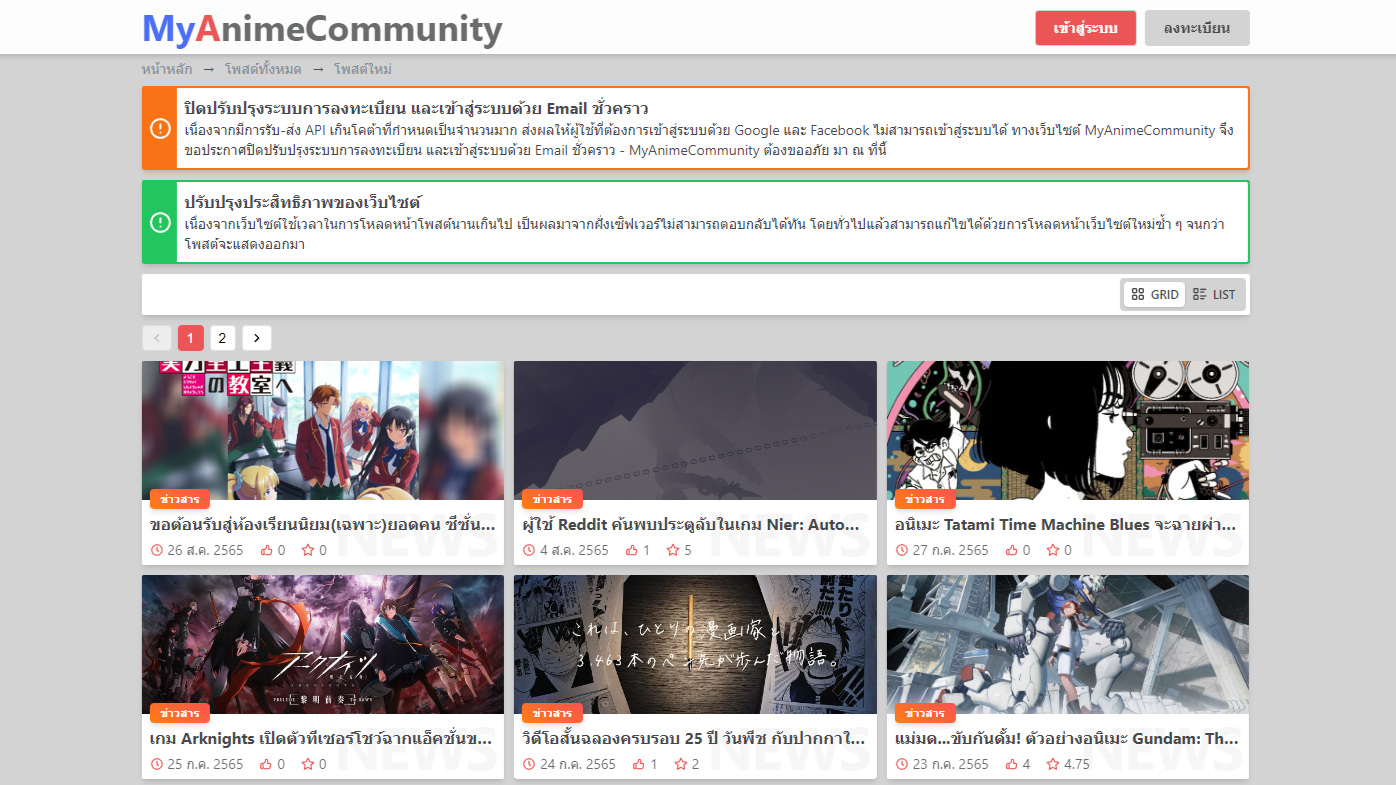 MyAnimeCommunity
เข้าสู่ระบบ
ลงทะเบียน
หน้าหลัก → โพสต์ทั้งหมด → โพสต์ใหม่
ปิดปรับปรุงระบบการลงทะเบียน และเข้าสู่ระบบด้วย Email ชั่วคราว
เนื่องจากมีการรับ-ส่ง API เกินโคต้าที่กำหนดเป็นจำนวนมาก ส่งผลให้ผู้ใช้ที่ต้องการเข้าสู่ระบบด้วย Google และ Facebook ไม่สามารถเข้าสู่ระบบได้ ทางเว็บไซต์ MyAnimeCommunity จึง
ขอประกาศปิดปรับปรุงระบบการลงทะเบียน และเข้าสู่ระบบด้วย Email ชั่วคราว - MyAnimeCommunity ต้องขออภัย มา ณ ที่นี้
ปรับปรุงประสิทธิภาพของเว็บไซต์
เนื่องจากเว็บไซต์ใช้เวลาในการโหลดหน้าโพสต์นานเกินไป เป็นผลมาจากฝั่งเซิฟเวอร์ไม่สามารถตอบกลับได้ทัน โดยทั่วไปแล้วสามารถแก้ไขได้ด้วยการโหลดหน้าเว็บไซต์ใหม่ซ้ำ ๆ จนกว่า
โพสต์จะแสดงออกมา
GRID
LIST
1
2
の教室へ
ข่าวสาร
NEWS
ขอต้อนรับสู่ห้องเรียนนิยม(เฉพาะ)ยอดคน ซีซั่น...
26 ส.ค. 2565 0 0
ข่าวสาร
NEWS
ผู้ใช้ Reddit ค้นพบประตูลับในเกม Nier: Auto...
4 ส.ค. 2565 1 5
ข่าวสาร
NEWS
อนิเมะ Tatami Time Machine Blues จะฉายผ่า...
27 ก.ค. 2565 0 0
アークナイツ
黎明前奏
ข่าวสาร
NEWS
เกม Arknights เปิดตัวทีเซอร์โชว์ฉากแอ็คชั่นข...
25 ก.ค. 2565 0 0
これは、ひとりの漫画家と
3,463本のペン先が歩んだ物語。
ข่าวสาร
NEWS
วิดีโอสั้นฉลองครบรอบ 25 ปี วันพีช กับปากกาใ...
24 ก.ค. 2565 1 2
ข่าวสาร
NEWS
แม่มด...ขับกันดั้ม! ตัวอย่างอนิเมะ Gundam: Th...
23 ก.ค. 2565 4 4.75